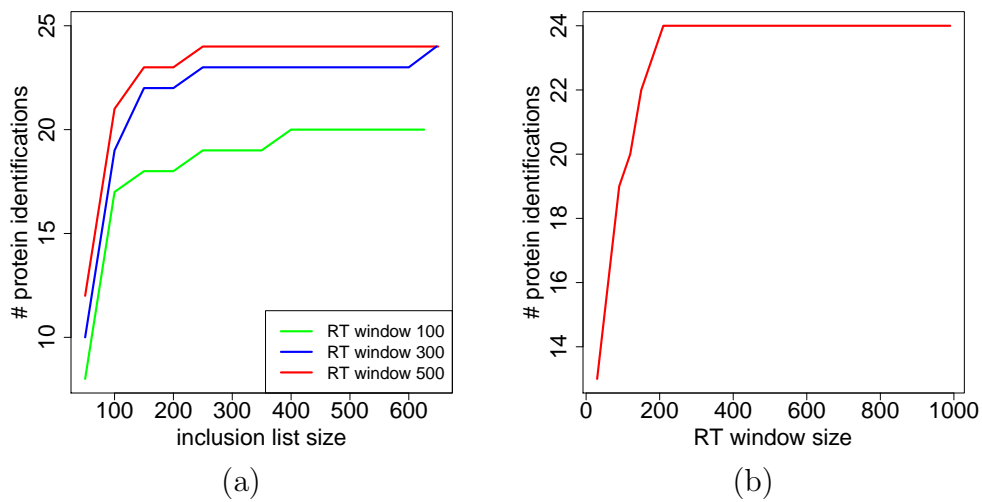 # protein identifications
25
20
15
10
RT window 100
RT window 300
RT window 500
100 200 300 400 500 600
inclusion list size
(a)
# protein identifications
24
22
20
18
16
14
0 200 400 600 800 1000
RT window size
(b)